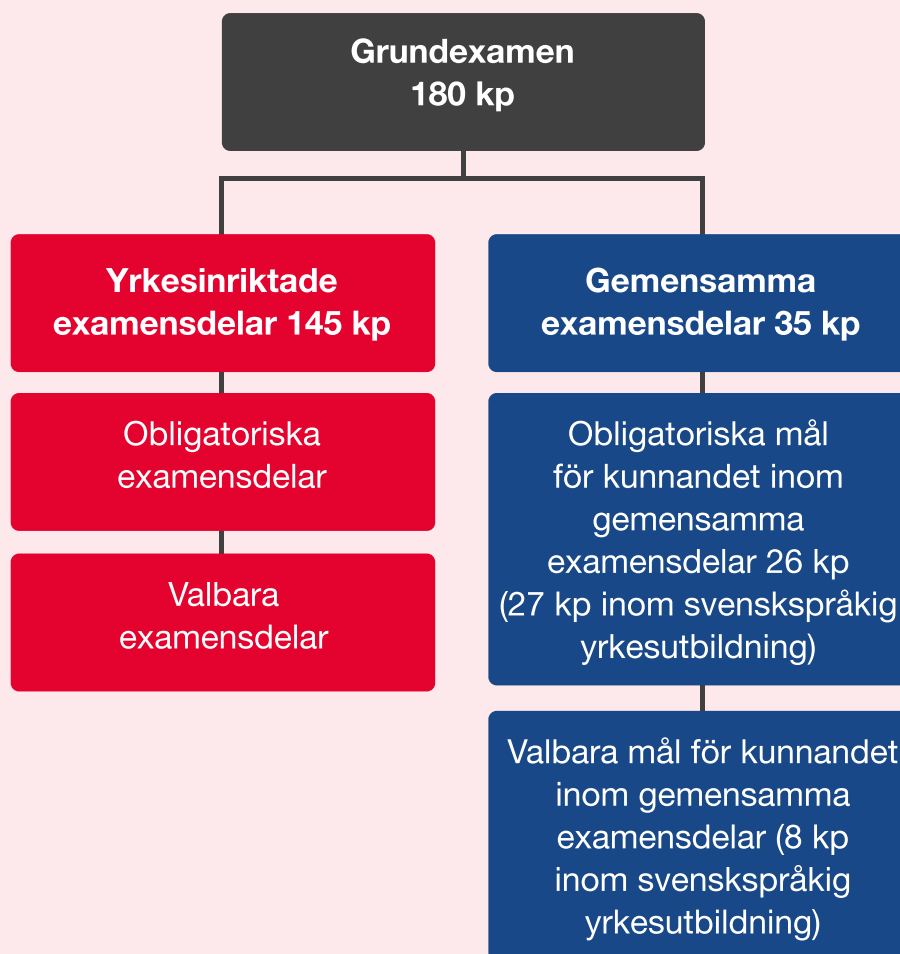 Grundexamen
180 kp
Yrkesinriktade
examensdelar 145 kp
Obligatoriska
examensdelar
Valbara
examensdelar
Gemensamma
examensdelar 35 kp
Obligatoriska mål
för kunnandet inom
gemensamma
examensdelar 26 kp
(27 kp inom svenskspråkig
yrkesutbildning)
Valbara mål för kunnandet
inom gemensamma
examensdelar (8 kp
inom svenskspråkig
yrkesutbildning)